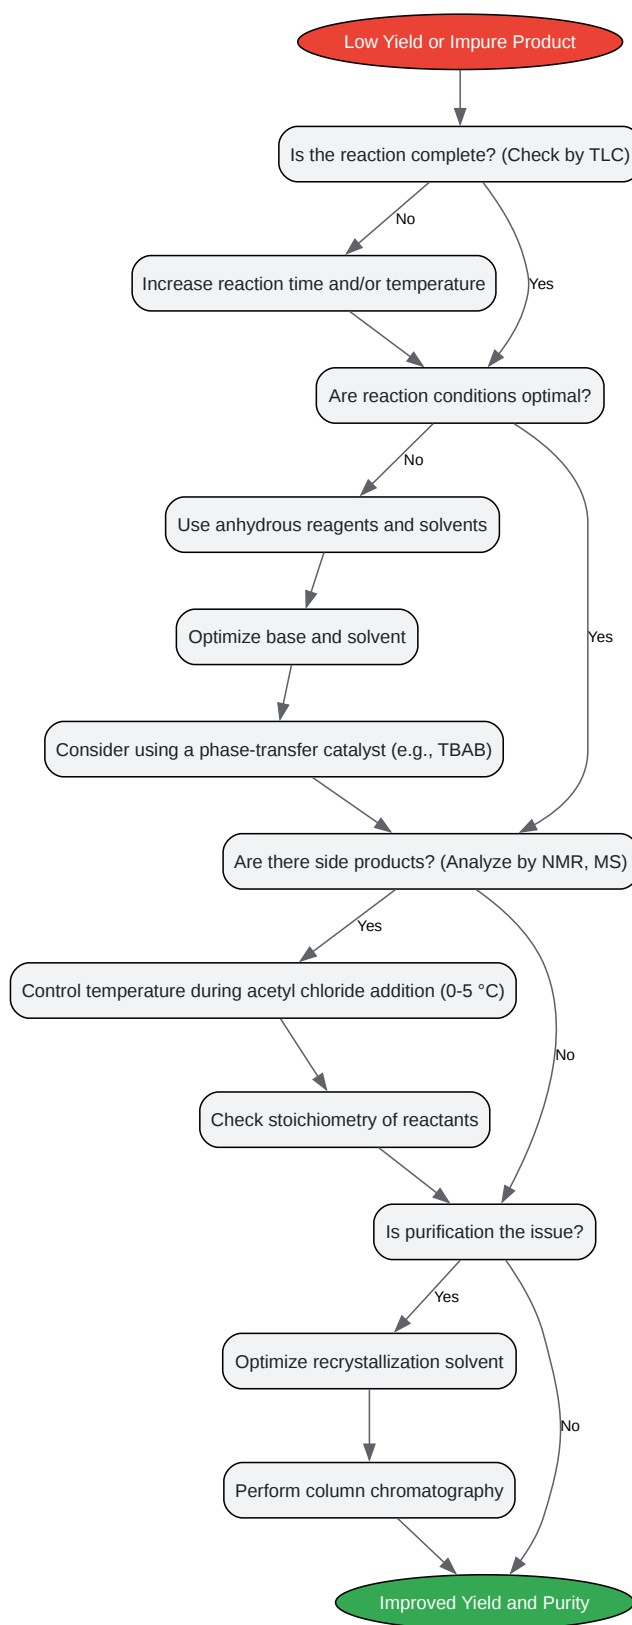 Low Yield or Impure Product
Is the reaction complete? (Check by TLC)
No
Increase reaction time and/or temperature
Yes
Are reaction conditions optimal?
No
Use anhydrous reagents and solvents
Optimize base and solvent
Yes
Consider using a phase-transfer catalyst (e.g., TBAB)
Are there side products? (Analyze by NMR, MS)
Yes
Control temperature during acetyl chloride addition (0-5 °C)
No
Check stoichiometry of reactants
Is purification the issue?
Yes
Optimize recrystallization solvent
No
Perform column chromatography
Improved Yield and Purity